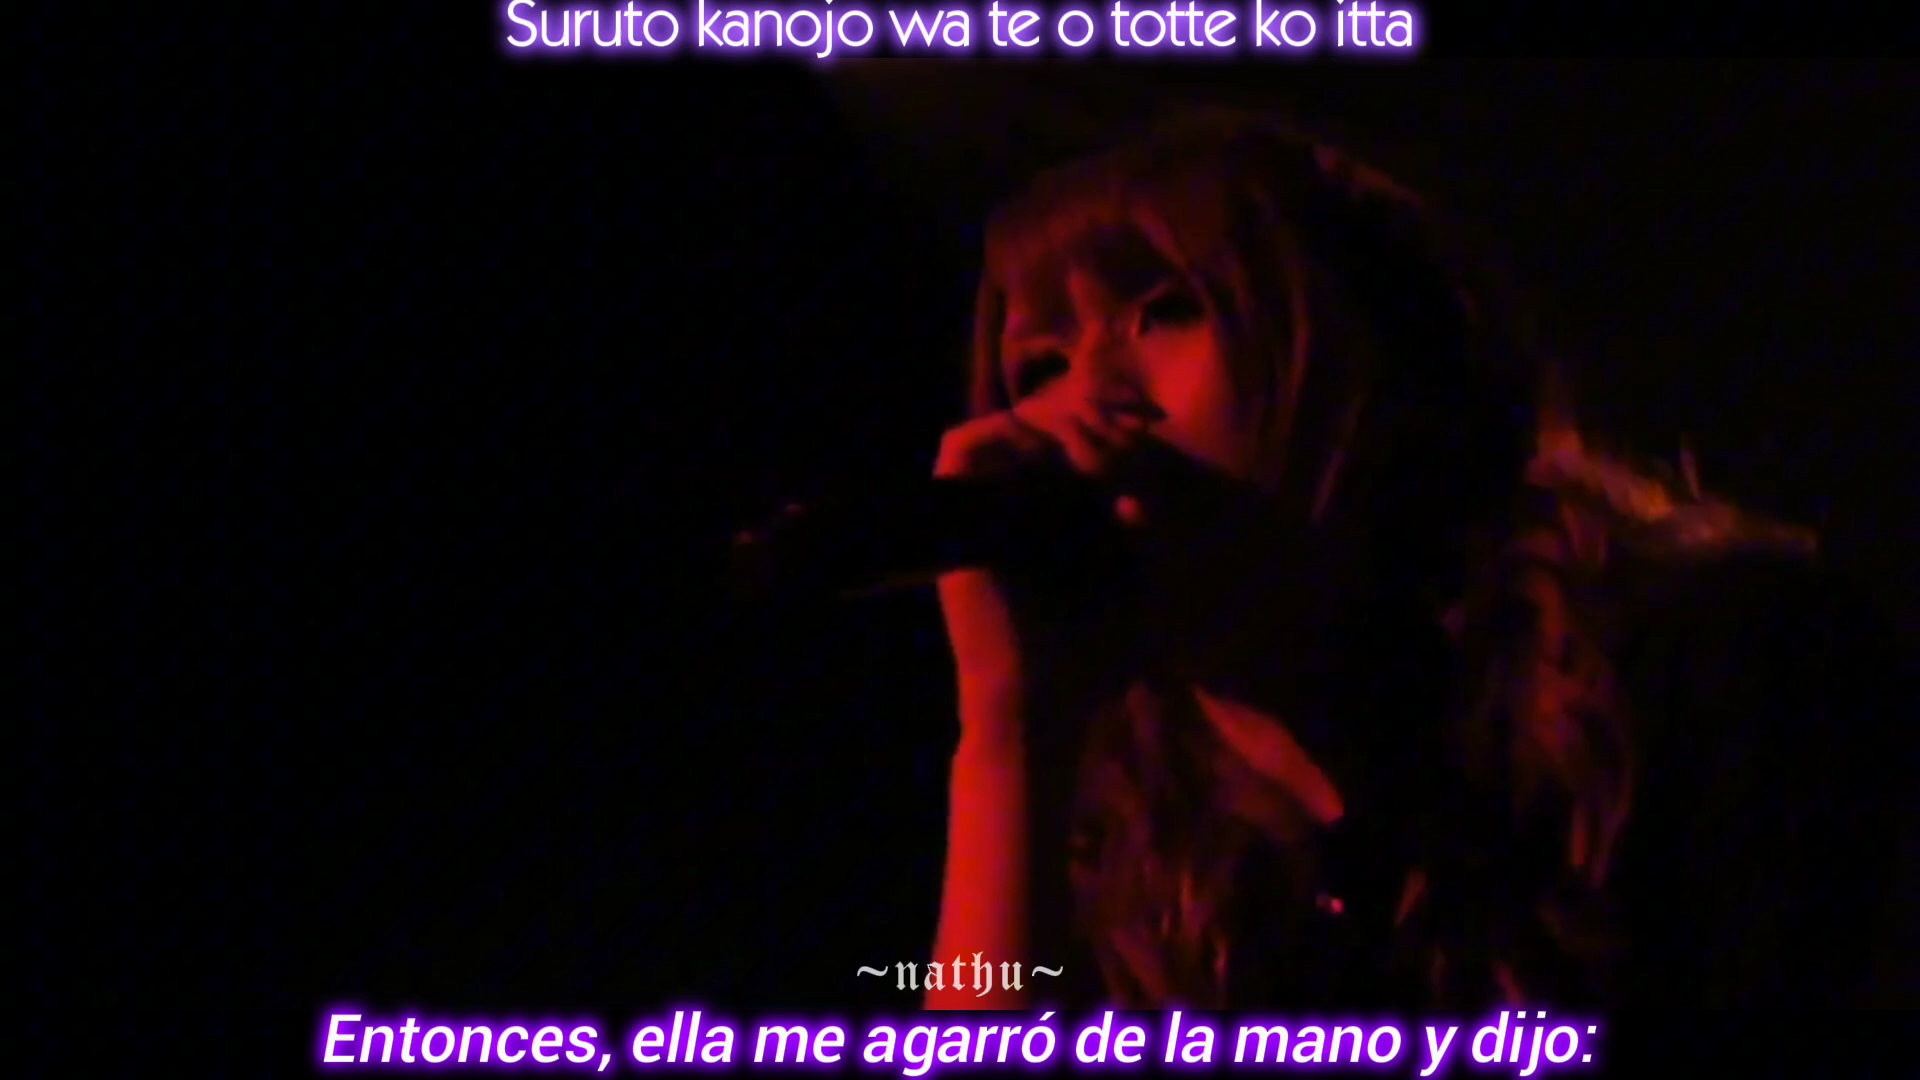 Suruto kanojo wa te o totte ko itta
~nathu~
Entonces, ella me agarró de la mano y dijo: